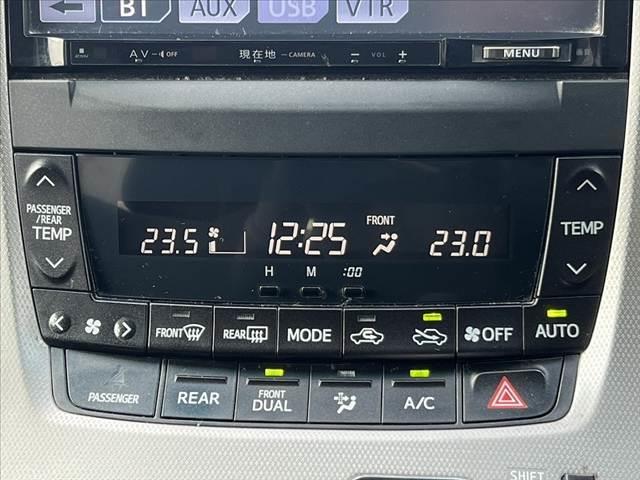 BT AUX USB VTR
AV OFF 現在地 CAMERA − VOL + MENU
PASSENGER
/REAR
TEMP
23.5 12:25 FRONT 23.0
TEMP
H M :00
FRONT REAR MODE OFF AUTO
PASSENGER REAR FRONT
DUAL A/C
SHIFT